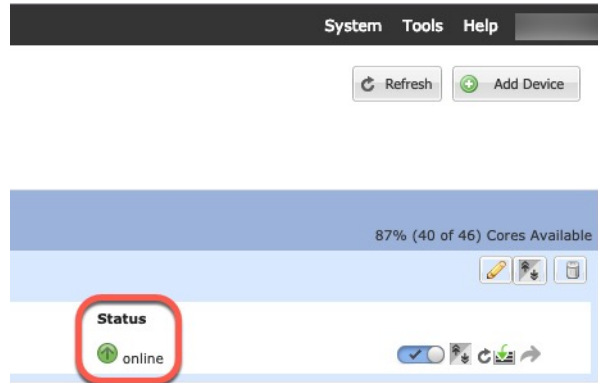 System Tools Help
Refresh Add Device
87% (40 of 46) Cores Available
Status
online